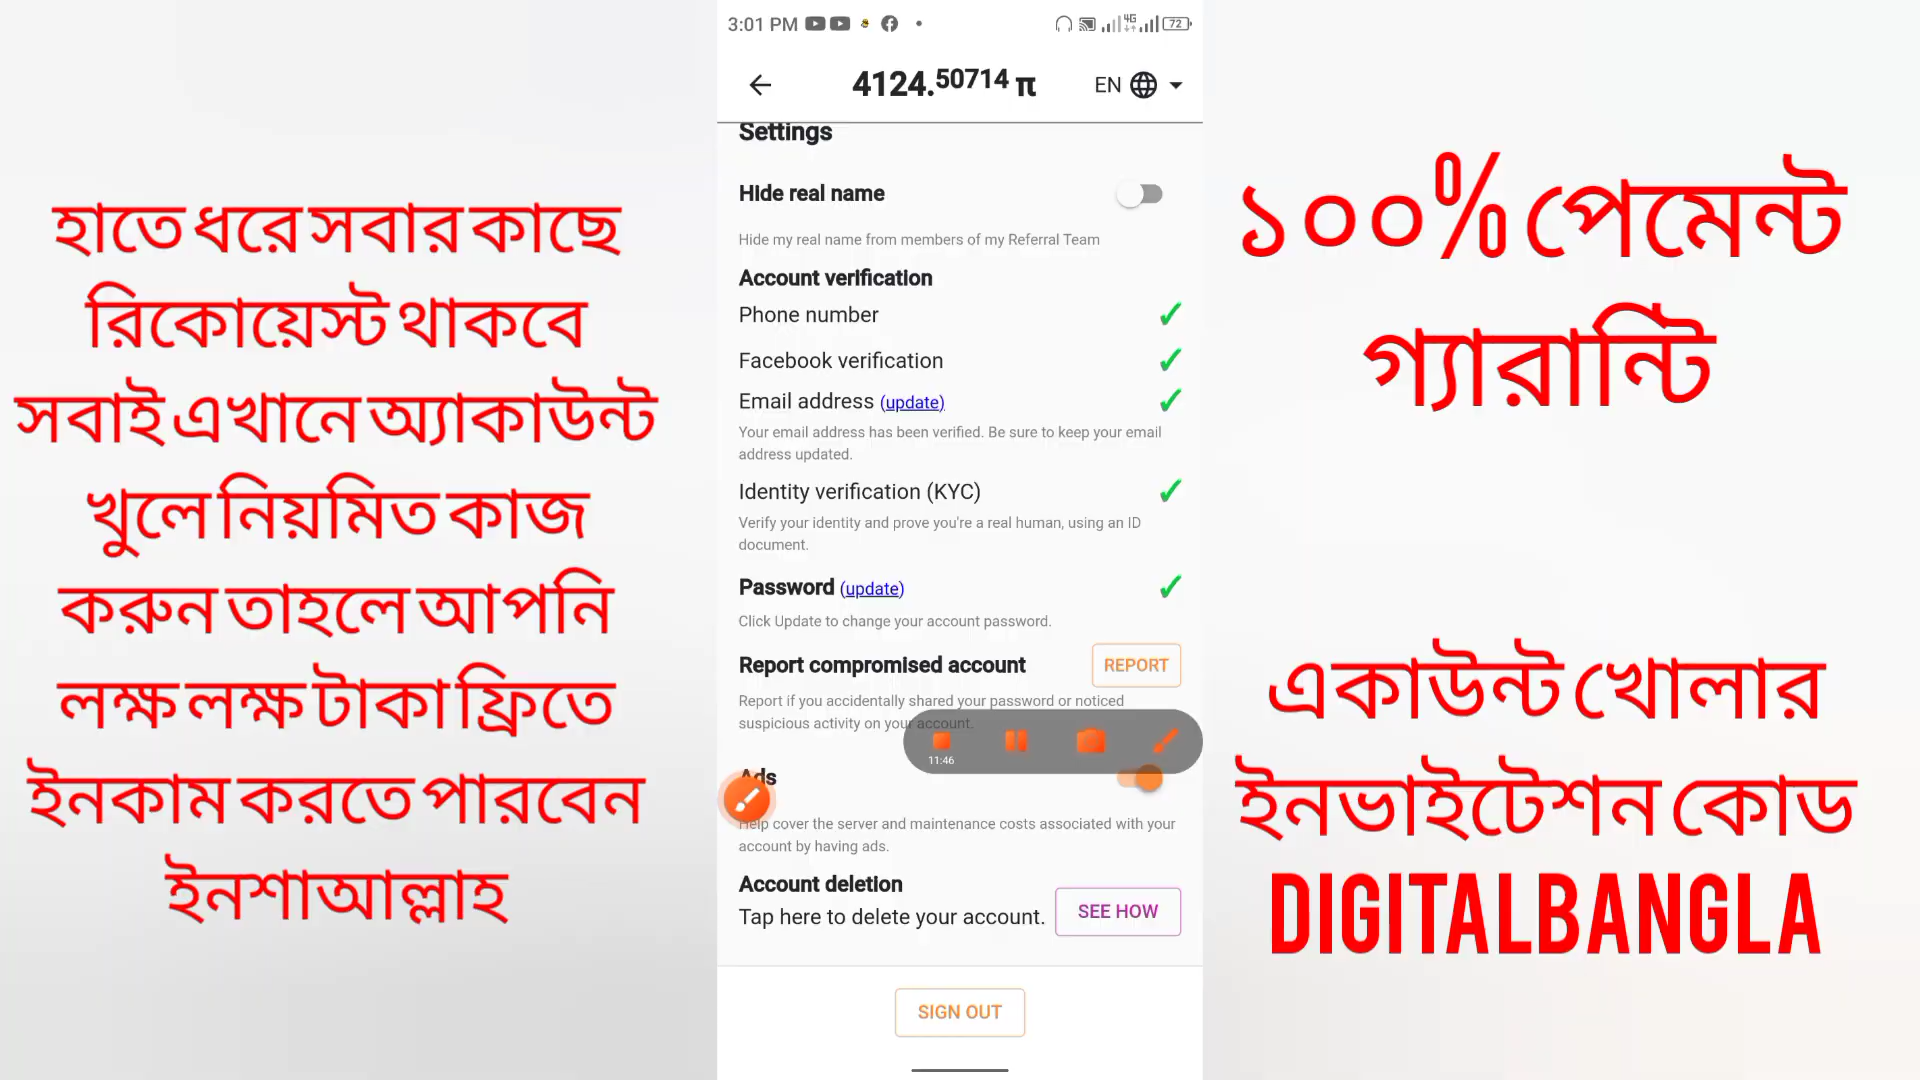 হাতে ধরে সবার কাছে
রিকোয়েস্ট থাকবে
সবাই এখানে অ্যাকাউন্ট
খুলে নিয়মিত কাজ
করুন তাহলে আপনি
লক্ষ লক্ষ টাকা ফ্রিতে
ইনকাম করতে পারবেন
ইনশাআল্লাহ
3:01 PM
4G
72
4124.50714 π
EN
Settings
Hide real name
Hide my real name from members of my Referral Team
Account verification
Phone number
Facebook verification
Email address (update)
Your email address has been verified. Be sure to keep your email
address updated.
Identity verification (KYC)
Verify your identity and prove you're a real human, using an ID
document.
Password (update)
Click Update to change your account password.
Report compromised account
REPORT
Report if you accidentally shared your password or noticed
suspicious activity on your account.
11:46
Ads
Help cover the server and maintenance costs associated with your
account by having ads.
Account deletion
Tap here to delete your account.
SEE HOW
SIGN OUT
১০০% পেমেন্ট
গ্যারান্টি
একাউন্ট খোলার
ইনভাইটেশন কোড
DIGITALBANGLA